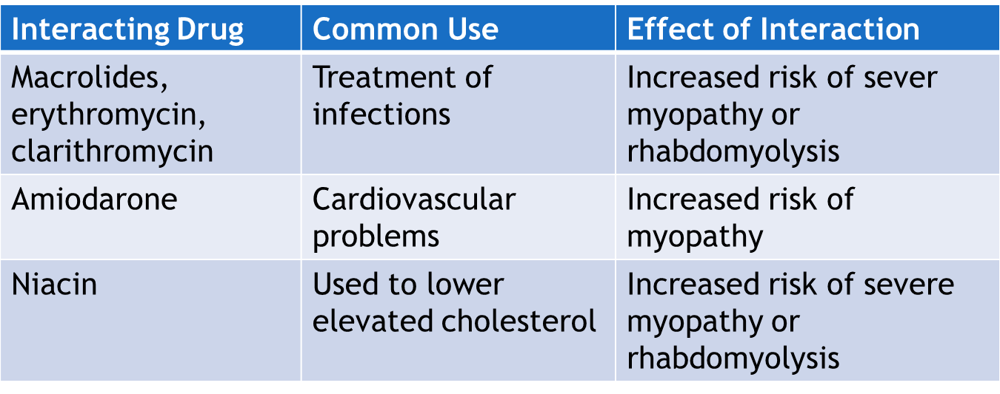 Interacting Drug
Common Use
Effect of Interaction
Macrolides,
erythromycin,
clarithromycin
Treatment of
infections
Increased risk of sever
myopathy or
rhabdomyolysis
Amiodarone
Cardiovascular
problems
Increased risk of
myopathy
Niacin
Used to lower
elevated cholesterol
Increased risk of severe
myopathy or
rhabdomyolysis